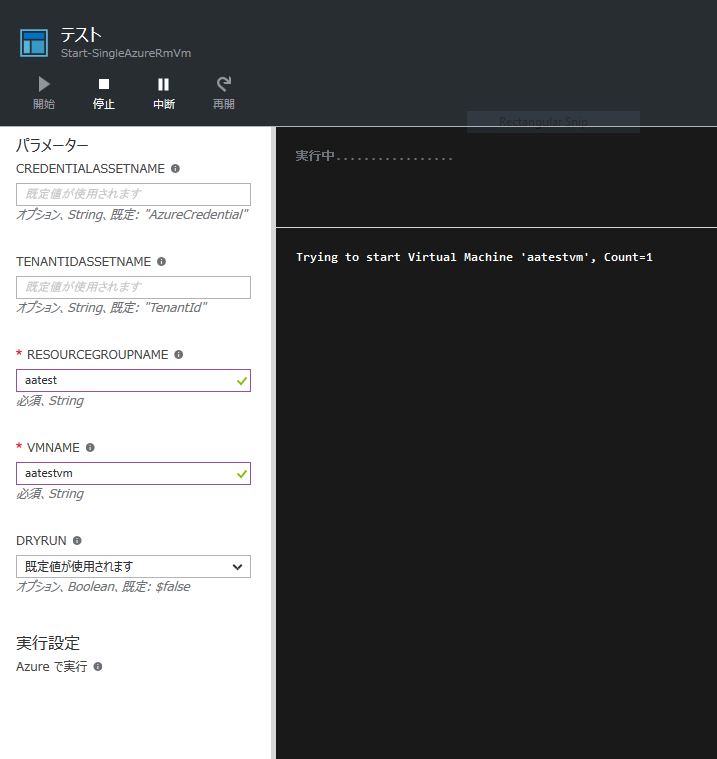 テスト
Start-SingleAzureRmVm
開始 停止 中断 再開
Rectangular Snip
パラメーター
CREDENTIALASSETNAME
既定値が使用されます
オプション、String、既定: "AzureCredential"
TENANTIDASSETNAME
既定値が使用されます
オプション、String、既定: "TenantId"
* RESOURCEGROUPNAME
aatest
必須、String
* VMNAME
aatestvm
必須、String
DRYRUN
既定値が使用されます
オプション、Boolean、既定: $false
実行設定
Azure で実行
実行中.................
Trying to start Virtual Machine 'aatestvm', Count=1